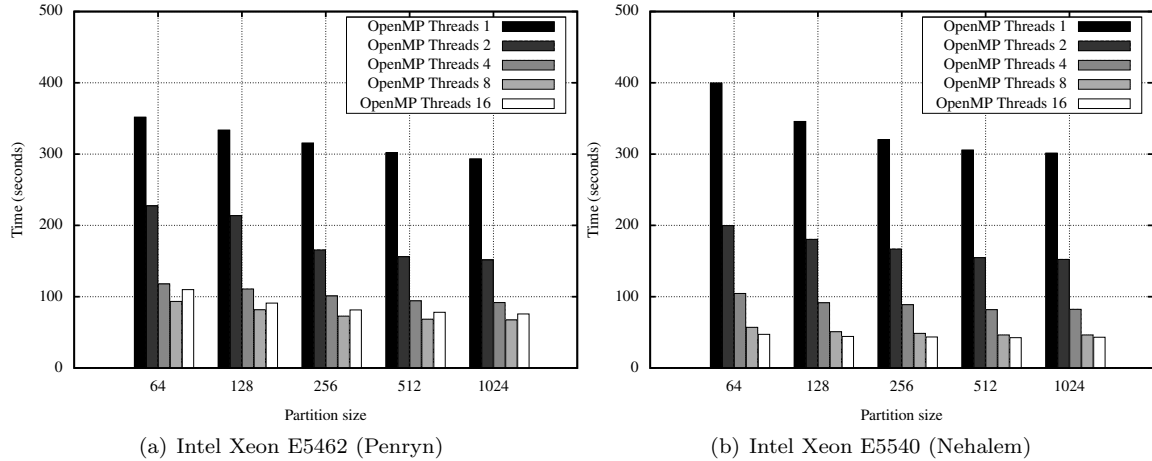 500
400
300
200
100
0
Time (seconds)
OpenMP Threads 1
OpenMP Threads 2
OpenMP Threads 4
OpenMP Threads 8
OpenMP Threads 16
64 128 256 512 1024
Partition size
(a) Intel Xeon E5462 (Penryn)
500
400
300
200
100
0
Time (seconds)
OpenMP Threads 1
OpenMP Threads 2
OpenMP Threads 4
OpenMP Threads 8
OpenMP Threads 16
64 128 256 512 1024
Partition size
(b) Intel Xeon E5540 (Nehalem)